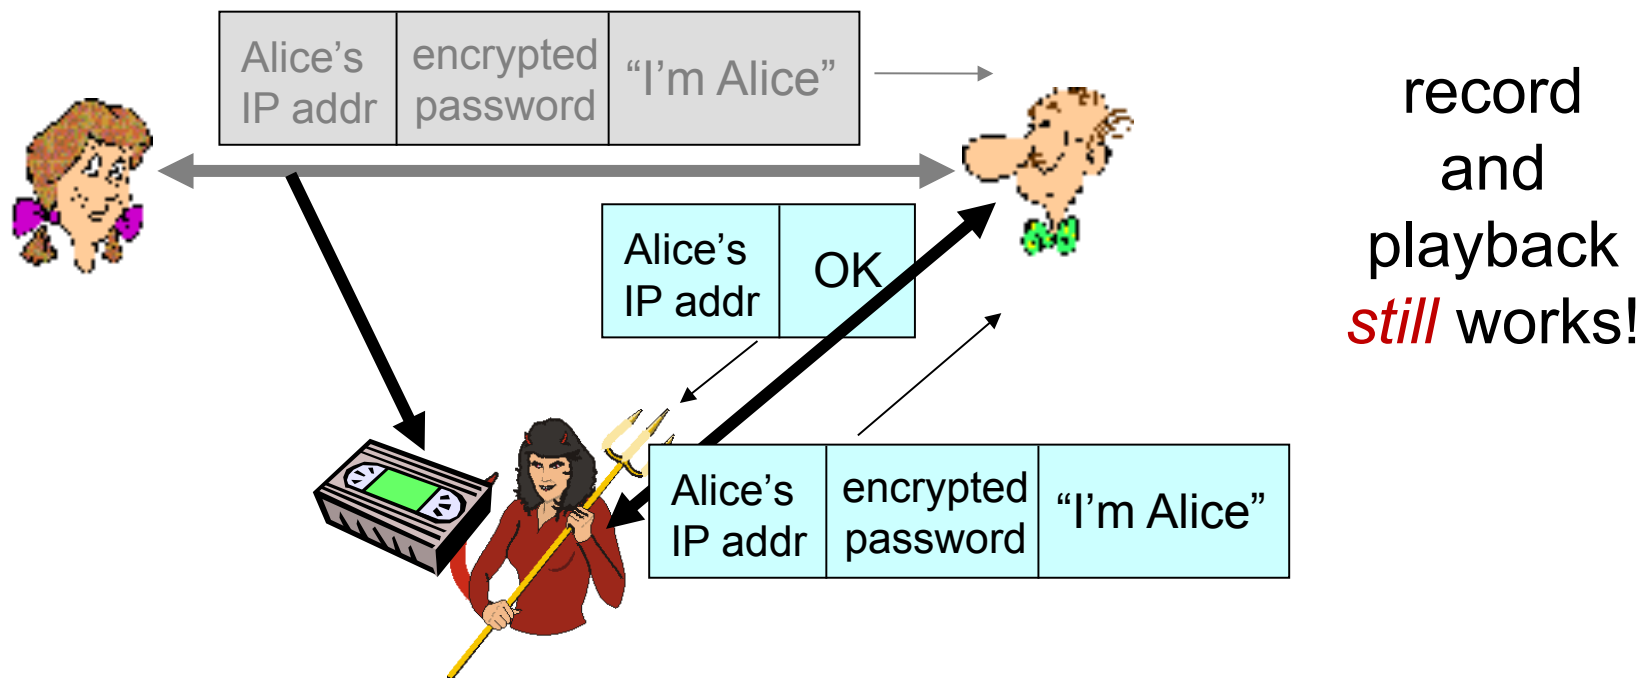 Alice’s
IP addr
encrypted
password
“I’m Alice”
record
and
playback
still works!
Alice’s
IP addr
OK
Alice’s
IP addr
encrypted
password
“I’m Alice”